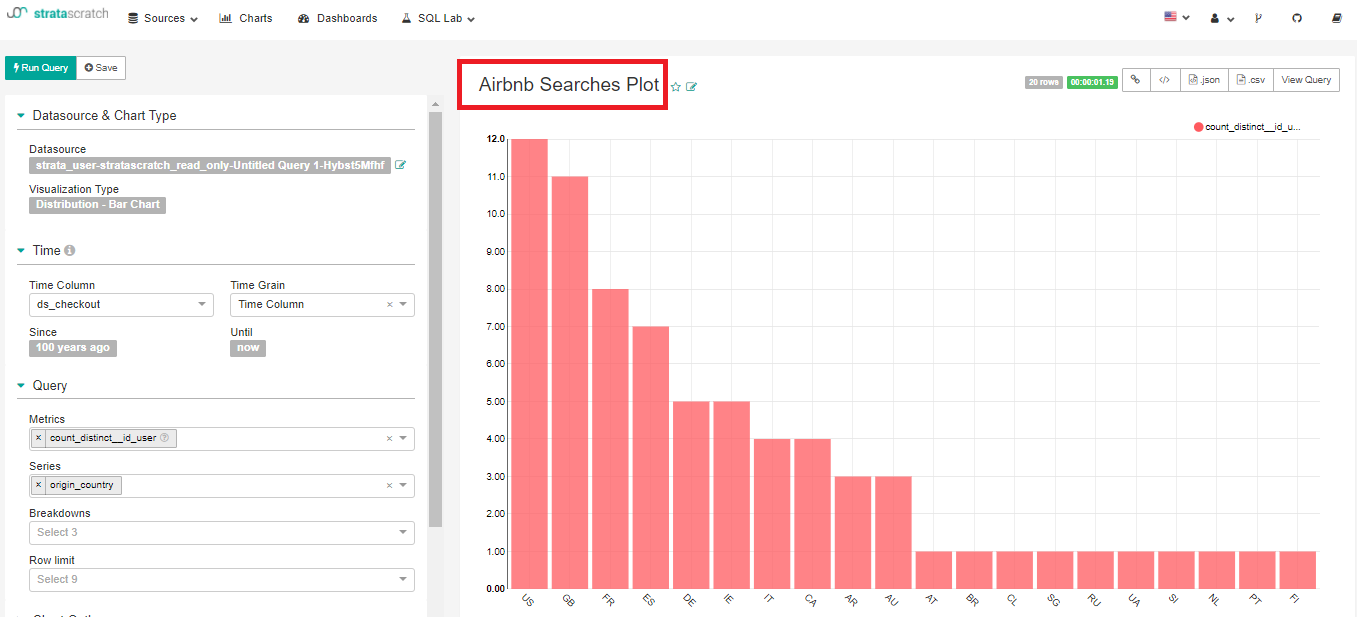 stratascratch Sources Charts Dashboards SQL Lab
Run Query Save
Datasource & Chart Type
Datasource
strata_user-stratascratch_read_only-Untitled Query 1-Hybst5Mfhf
Visualization Type
Distribution - Bar Chart
Time
Time Column Time Grain
ds_checkout Time Column
Since Until
100 years ago now
Query
Metrics
× count_distinct__id_user
Series
× origin_country
Breakdowns
Select 3
Row limit
Select 9
Airbnb Searches Plot
20 rows 00:00:01.19 </> .json .csv View Query
count_distinct__id_u...
12.0
11.0
10.0
9.00
8.00
7.00
6.00
5.00
4.00
3.00
2.00
1.00
0.00
US GB FR ES DE IE IT CA AR AU AT BR CL SG RU UA SI NL PT FI